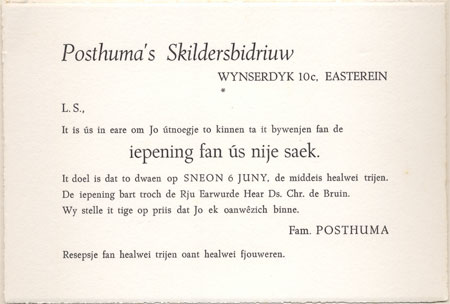 Posthuma's Skildersbidriuw
WYNSERDYK 10c, EASTEREIN
*
L.S.,
It is ús in eare om Jo útnoegje to kinnen ta it bywenjen fan de
iepening fan ús nije saek.
It doel is dat to dwaen op SNEON 6 JUNY, de middeis healwei trijen.
De iepening bart troch de Rju Earwurde Hear Ds. Chr. de Bruin.
Wy stelle it tige op priis dat Jo ek oanwêzich binne.
Fam. POSTHUMA
Resepsje fan healwei trijen oant healwei fjouweren.